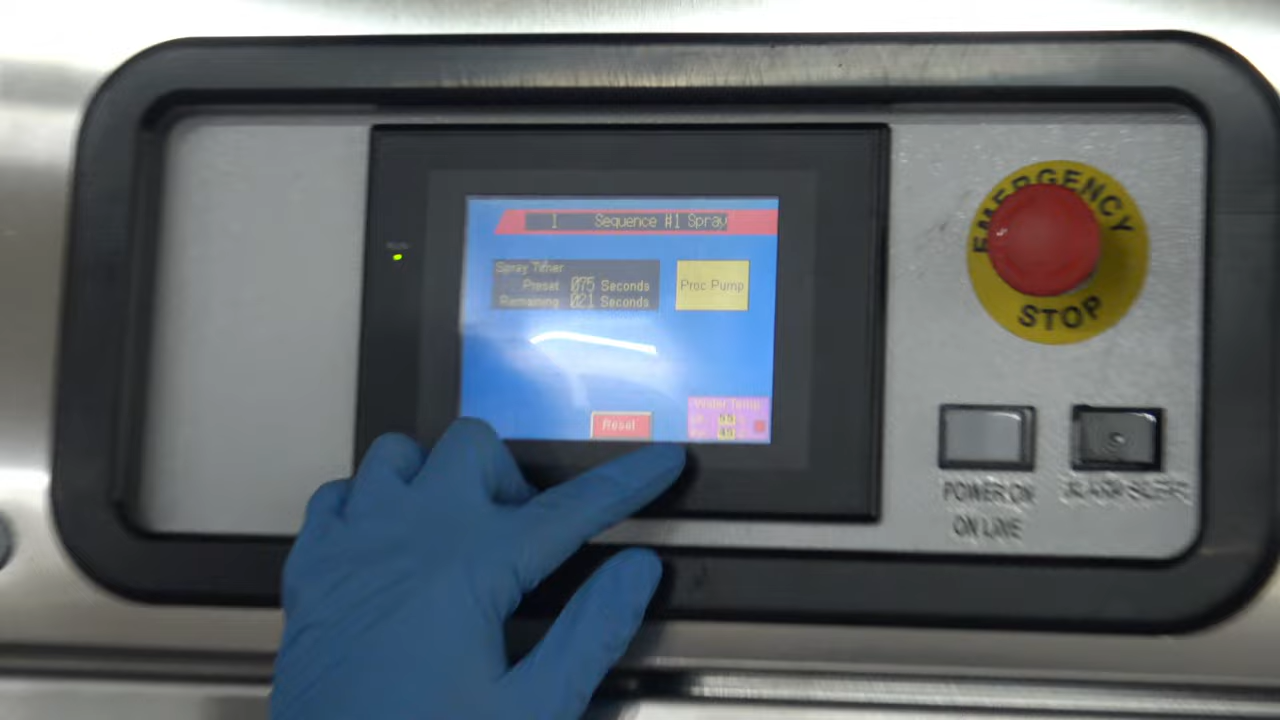 I Sequence #1 Spray
Spray Timer
Preset 075 Seconds
Remaining 021 Seconds
Proc Pump
Reset
Water Temp
EMERGENCY
STOP
POWER ON
ON LINE
ALARM